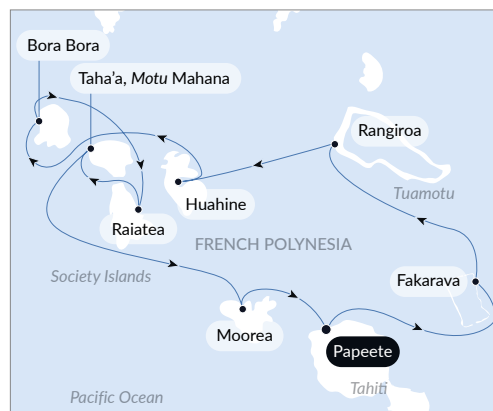 Bora Bora
Taha'a, Motu Mahana
Rangiroa
Tuamotu
Huahine
Raiatea
FRENCH POLYNESIA
Society Islands
Fakarava
Moorea
Papeete
Tahiti
Pacific Ocean